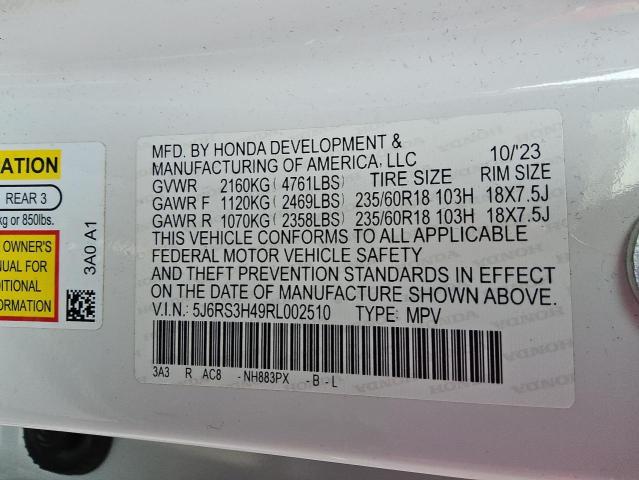 ATION
REAR 3
kg or 850lbs.
OWNER'S
NUAL FOR
DITIONAL
FORMATION
3A0 A1
MFD. BY HONDA DEVELOPMENT &
MANUFACTURING OF AMERICA, LLC 10/'23
GVWR 2160KG (4761LBS) TIRE SIZE RIM SIZE
GAWR F 1120KG (2469LBS) 235/60R18 103H 18X7.5J
GAWR R 1070KG (2358LBS) 235/60R18 103H 18X7.5J
THIS VEHICLE CONFORMS TO ALL APPLICABLE
FEDERAL MOTOR VEHICLE SAFETY
AND THEFT PREVENTION STANDARDS IN EFFECT
ON THE DATE OF MANUFACTURE SHOWN ABOVE.
V.I.N.: 5J6RS3H49RL002510 TYPE: MPV
3A3 R AC8 -NH883PX -B -L